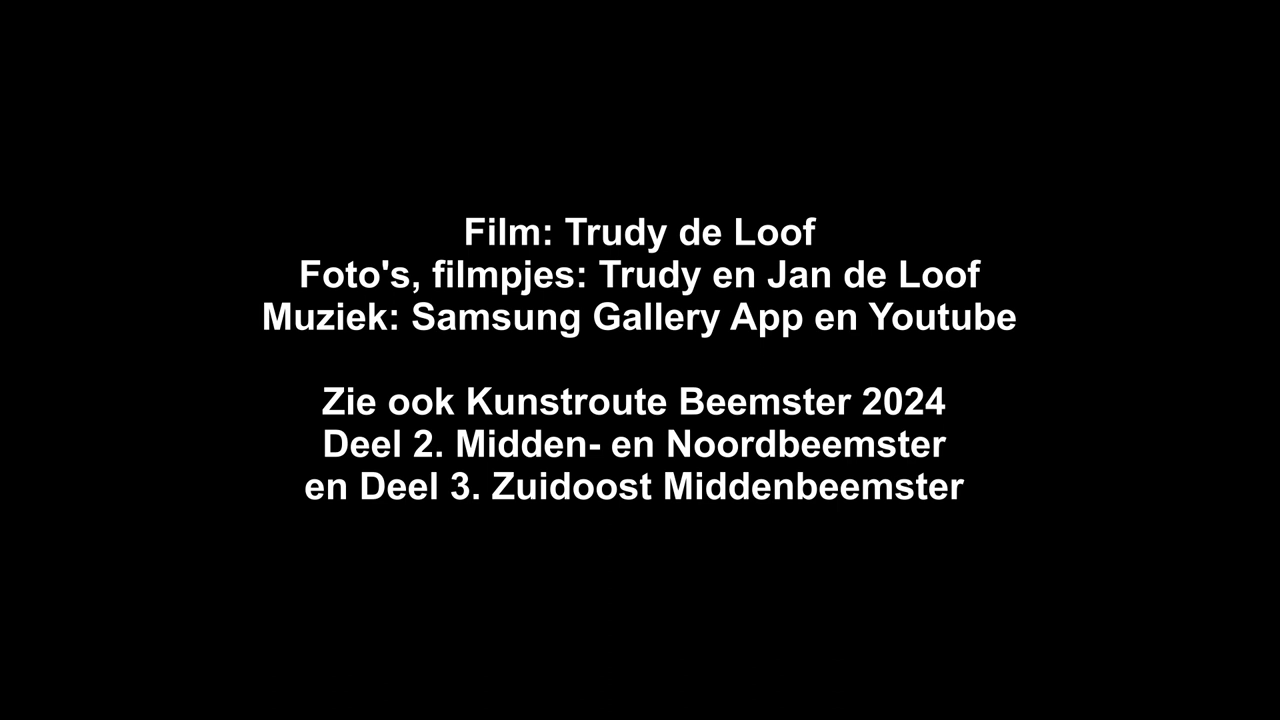 Film: Trudy de Loof
Foto's, filmpjes: Trudy en Jan de Loof
Muziek: Samsung Gallery App en Youtube
Zie ook Kunstroute Beemster 2024
Deel 2. Midden- en Noordbeemster
en Deel 3. Zuidoost Middenbeemster